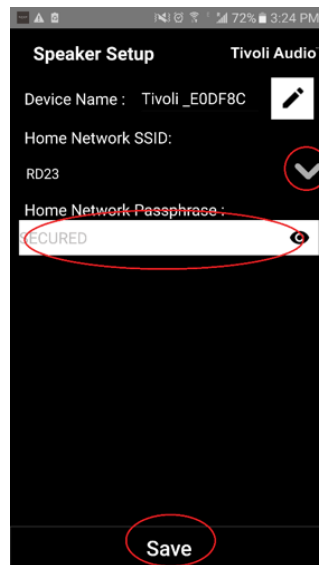 72% 3:24 PM
Speaker Setup Tivoli Audio
Device Name : Tivoli _E0DF8C
Home Network SSID:
RD23
Home Network Passphrase :
SECURED
Save